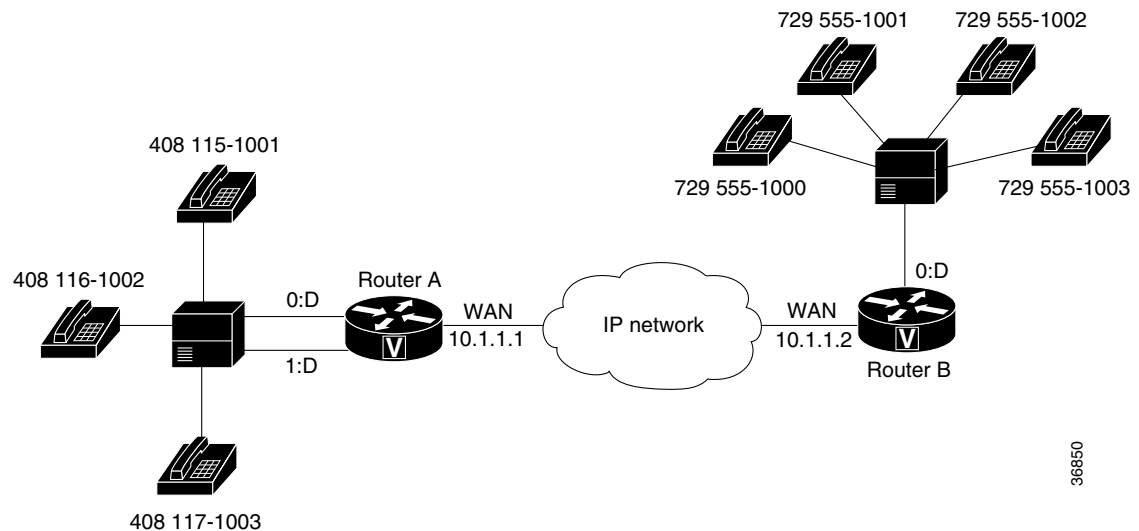 729 555-1001
729 555-1002
408 115-1001
729 555-1000
729 555-1003
408 116-1002
Router A
0:D
0:D
WAN
IP network
WAN
10.1.1.1
10.1.1.2
V
V
1:D
Router B
408 117-1003
36850